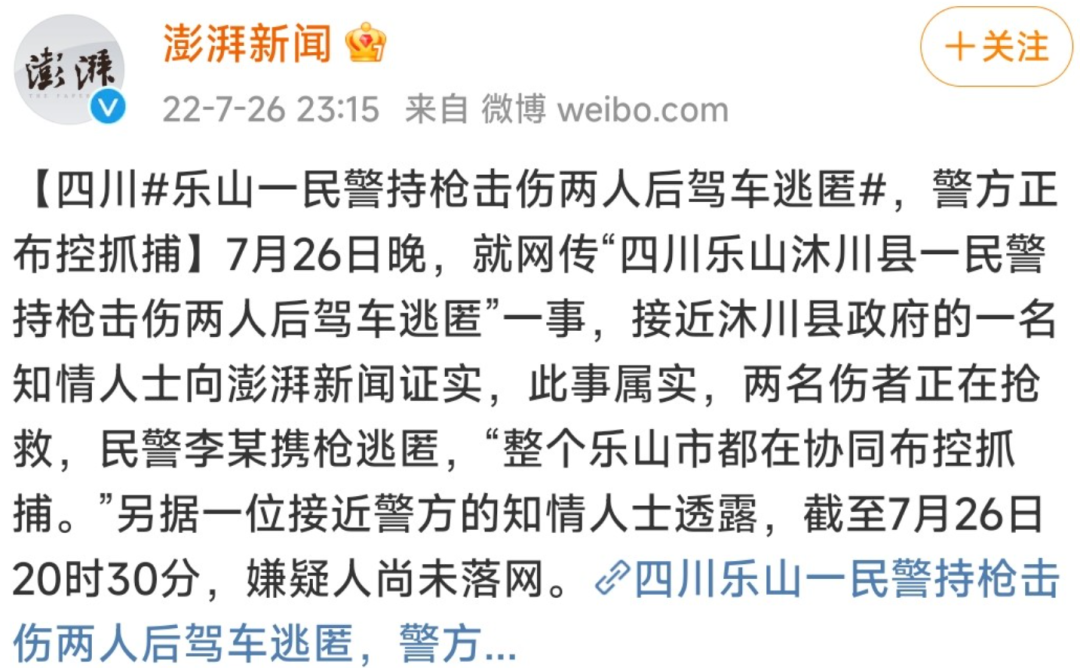 澎湃新闻
+关注
澎湃
22-7-26 23:15 来自 微博 weibo.com
【四川#乐山一民警持枪击伤两人后驾车逃匿#，警方正
布控抓捕】7月26日晚，就网传“四川乐山沐川县一民警
持枪击伤两人后驾车逃匿”一事，接近沐川县政府的一名
知情人士向澎湃新闻证实，此事属实，两名伤者正在抢
救，民警李某携枪逃匿，“整个乐山市都在协同布控抓
捕。”另据一位接近警方的知情人士透露，截至7月26日
20时30分，嫌疑人尚未落网。四川乐山一民警持枪击
伤两人后驾车逃匿，警方...